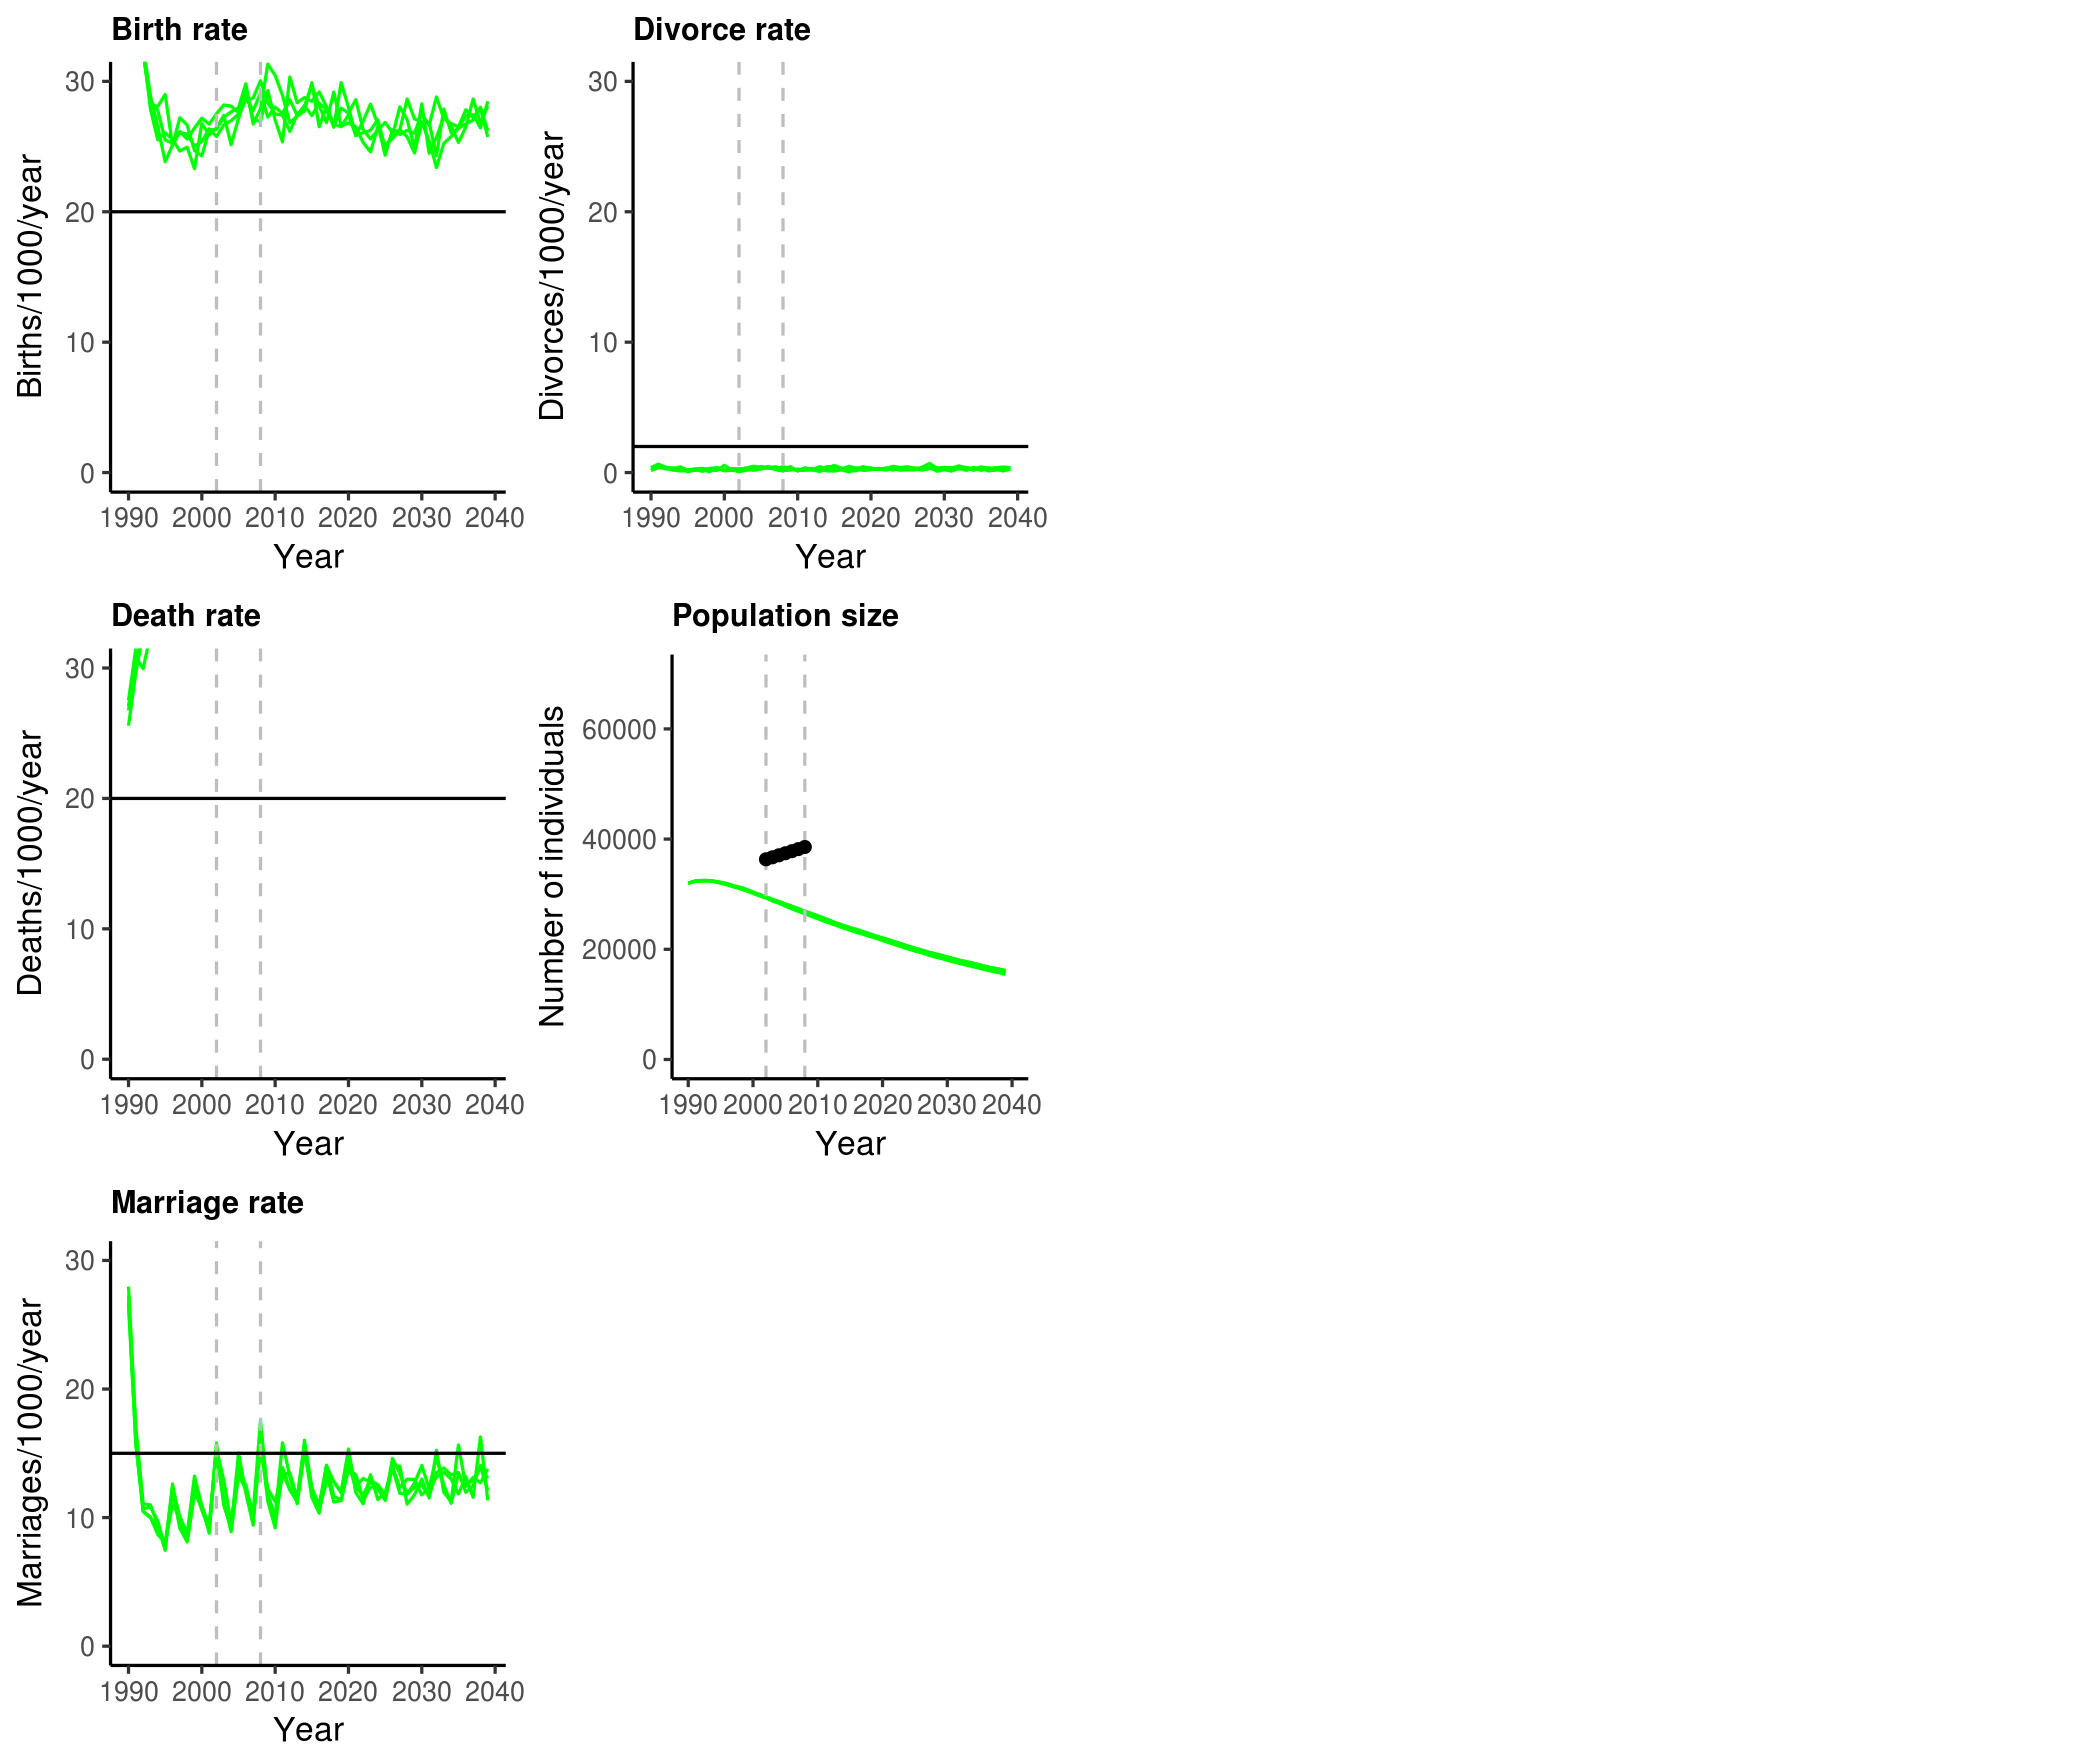 Birth rate
Births/1000/year
30
20
10
0
1990 2000 2010 2020 2030 2040
Year
Divorce rate
Divorces/1000/year
30
20
10
0
1990 2000 2010 2020 2030 2040
Year
Death rate
Deaths/1000/year
30
20
10
0
1990 2000 2010 2020 2030 2040
Year
Population size
Number of individuals
60000
40000
20000
0
1990 2000 2010 2020 2030 2040
Year
Marriage rate
Marriages/1000/year
30
20
10
0
1990 2000 2010 2020 2030 2040
Year